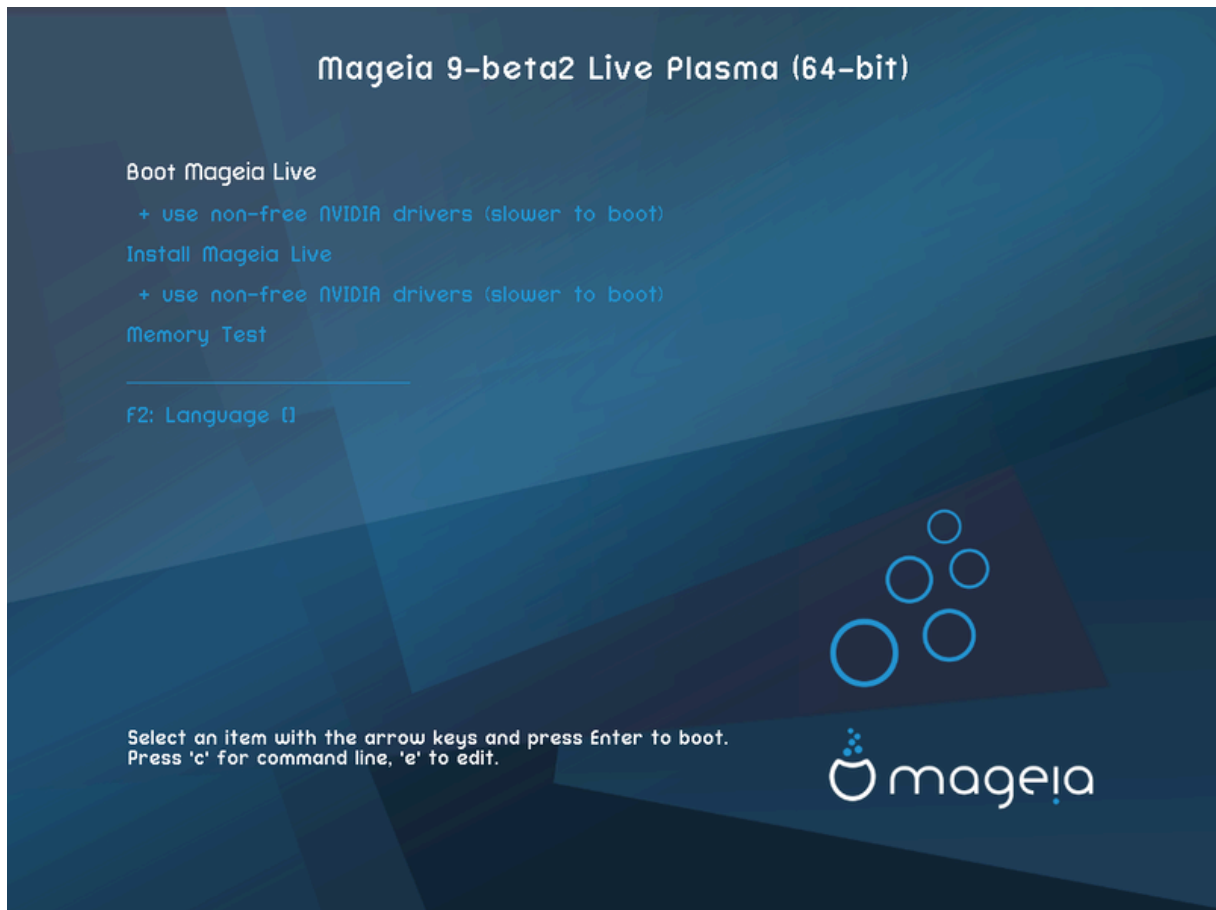 Mageia 9-beta2 Live Plasma (64-bit)
Boot Mageia Live
+ use non-free NVIDIA drivers (slower to boot)
Install Mageia Live
+ use non-free NVIDIA drivers (slower to boot)
Memory Test
F2: Language []
Select an item with the arrow keys and press Enter to boot.
Press 'c' for command line, 'e' to edit.
mageia